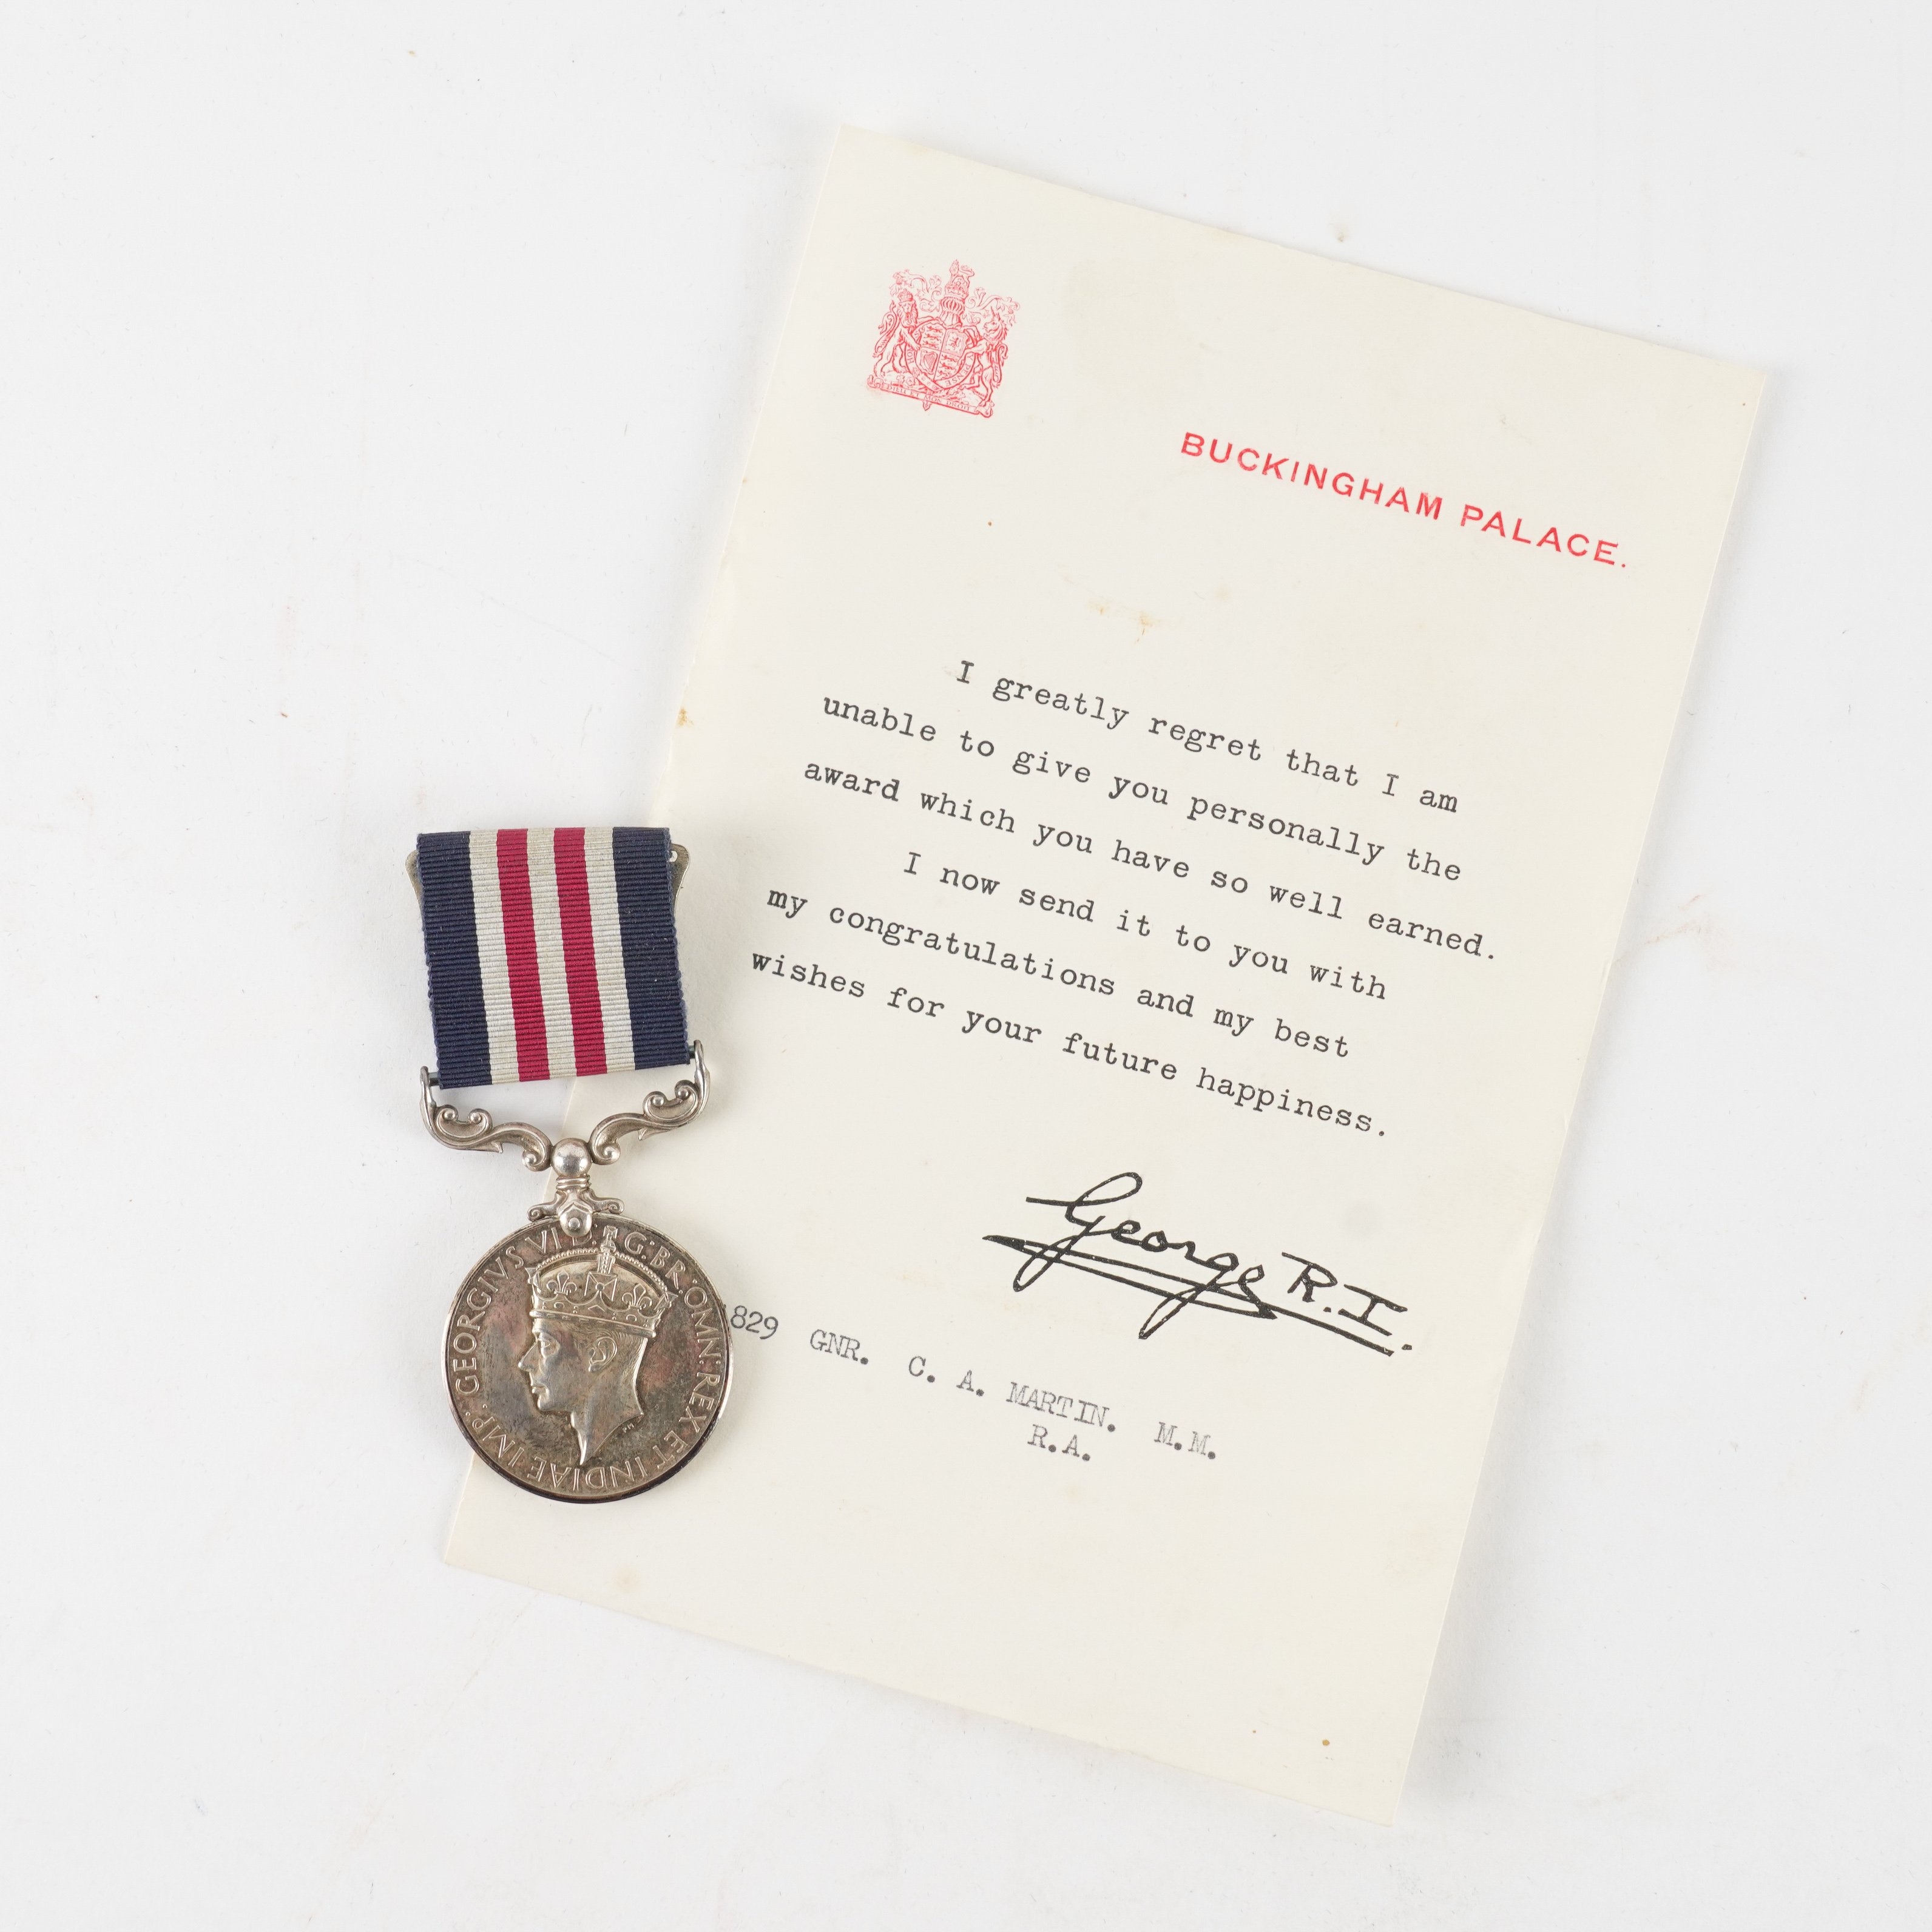 BUCKINGHAM PALACE.
I greatly regret that I am
unable to give you personally the
award which you have so well earned.
I now send it to you with
my congratulations and my best
wishes for your future happiness.
George R.I.
829 GNR. C. A. MARTIN. M.M.
R.A.
GEORGIVS VI D: G: BR: OMN: REX ET INDIAE IMP: